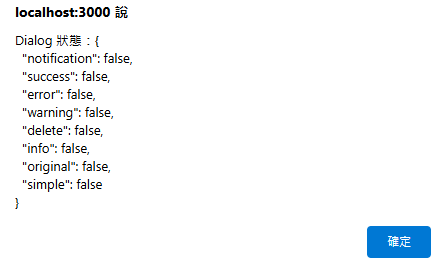 localhost:3000 說
Dialog 狀態：{
  "notification": false,
  "success": false,
  "error": false,
  "warning": false,
  "delete": false,
  "info": false,
  "original": false,
  "simple": false
}
確定